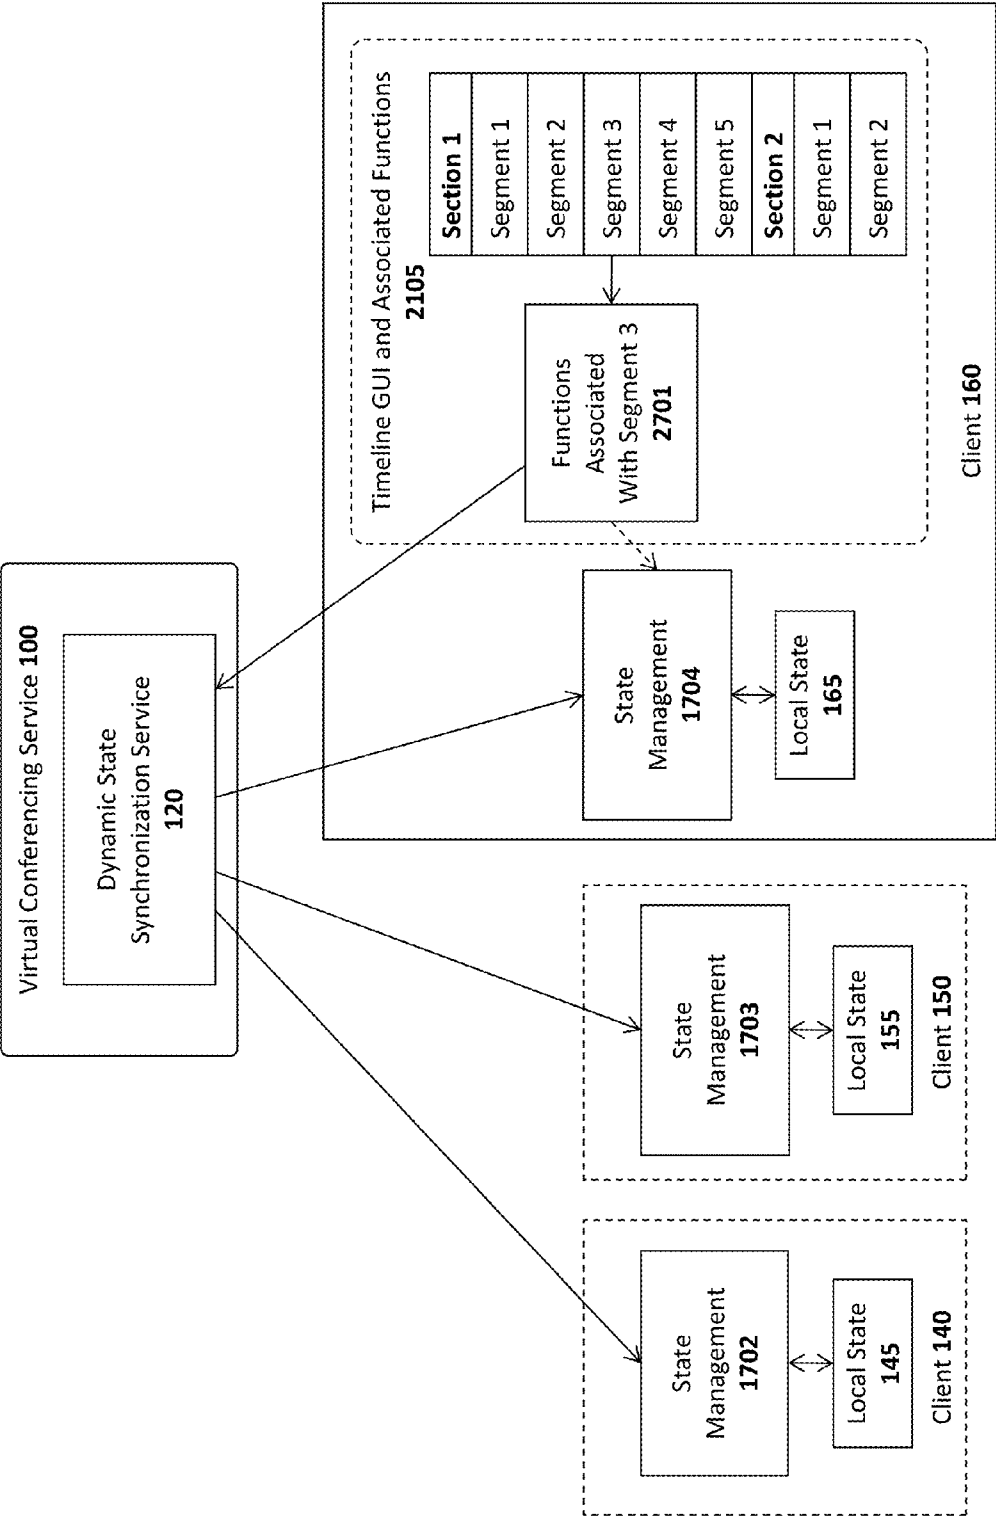 Virtual Conferencing Service 100
Dynamic State
Synchronization Service
120
State
Management
1702
Local State
145
Client 140
State
Management
1703
Local State
155
Client 150
State
Management
1704
Local State
165
Timeline GUI and Associated Functions
2105
Functions
Associated
With Segment 3
2701
Section 1
Segment 1
Segment 2
Segment 3
Segment 4
Segment 5
Section 2
Segment 1
Segment 2
Client 160